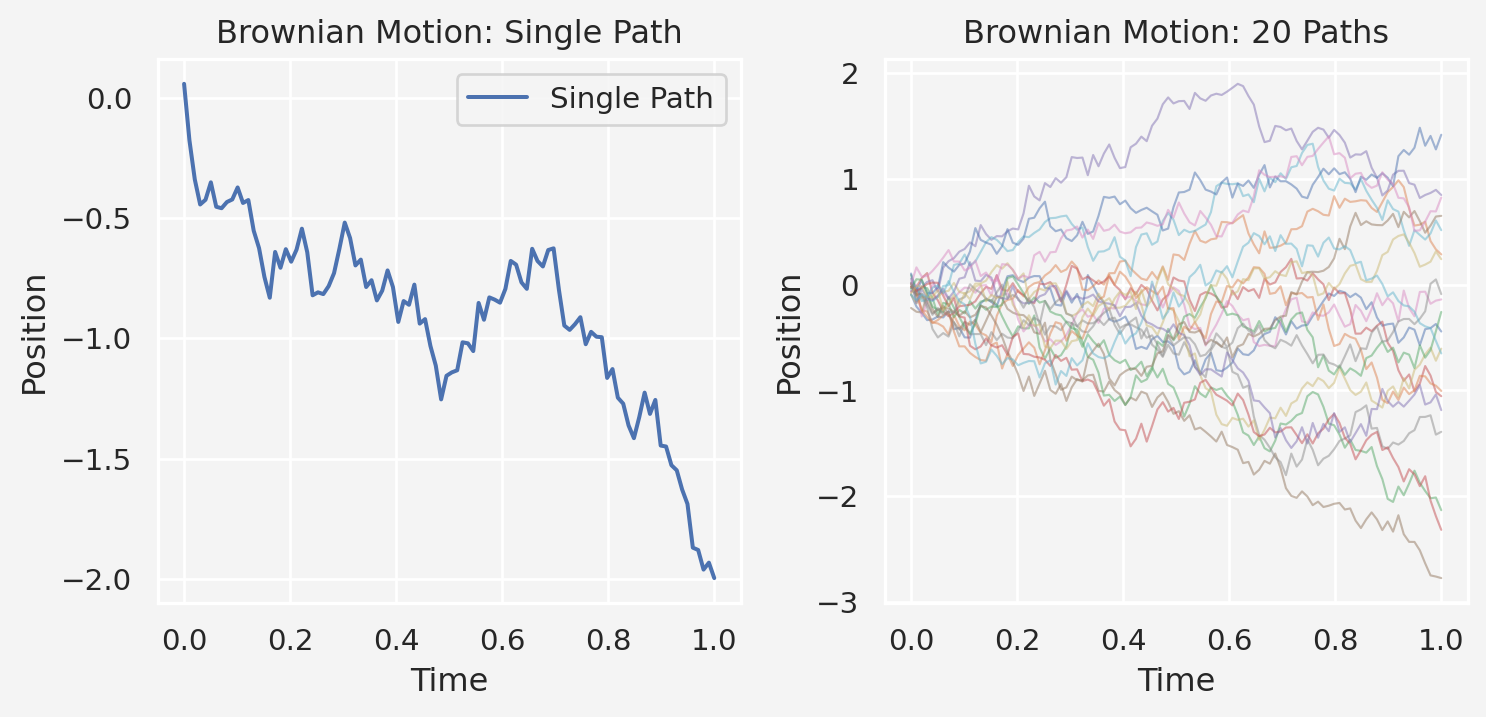 Brownian Motion: Single Path
Single Path
0.0
−0.5
−1.0
−1.5
−2.0
Position
0.0 0.2 0.4 0.6 0.8 1.0
Time
Brownian Motion: 20 Paths
2
1
0
−1
−2
−3
Position
0.0 0.2 0.4 0.6 0.8 1.0
Time